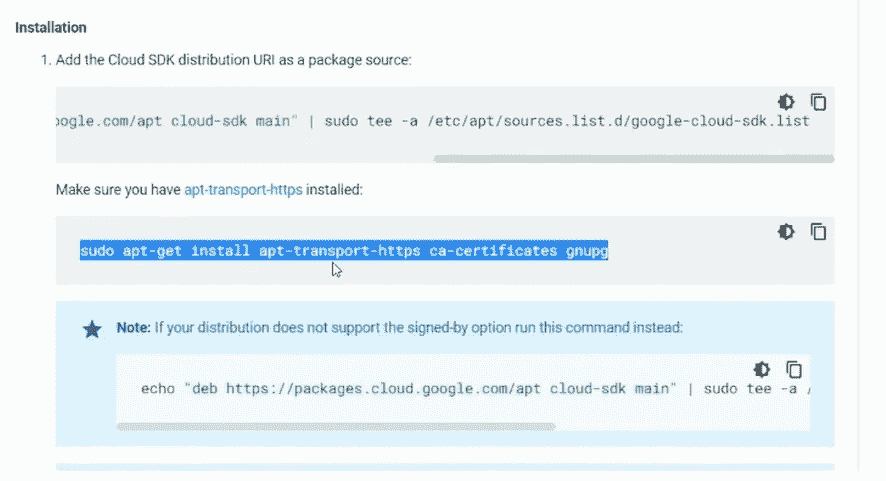 Installation
1. Add the Cloud SDK distribution URI as a package source:
oogle.com/apt cloud-sdk main" | sudo tee -a /etc/apt/sources.list.d/google-cloud-sdk.list
Make sure you have apt-transport-https installed:
sudo apt-get install apt-transport-https ca-certificates gnupg
Note: If your distribution does not support the signed-by option run this command instead:
echo "deb https://packages.cloud.google.com/apt cloud-sdk main" | sudo tee -a /